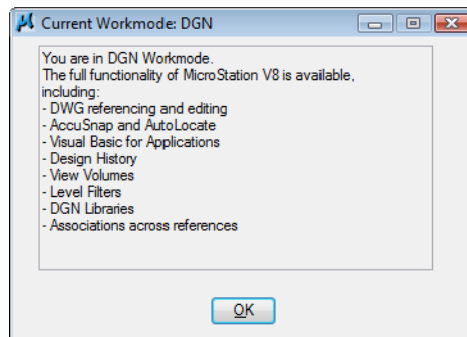 Current Workmode: DGN
You are in DGN Workmode.
The full functionality of MicroStation V8 is available,
including:
- DWG referencing and editing
- AccuSnap and AutoLocate
- Visual Basic for Applications
- Design History
- View Volumes
- Level Filters
- DGN Libraries
- Associations across references
OK